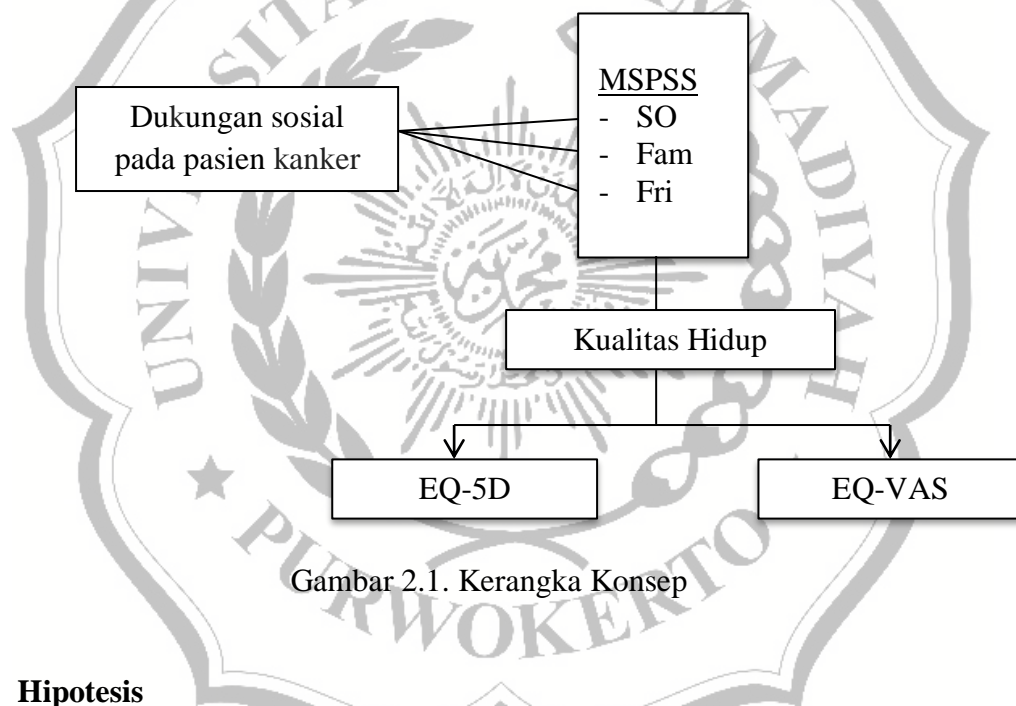 MSPSS
- SO
- Fam
- Fri
Dukungan sosial
pada pasien kanker
Kualitas Hidup
EQ-5D
EQ-VAS
Gambar 2.1. Kerangka Konsep
PURWOKERTO
Hipotesis